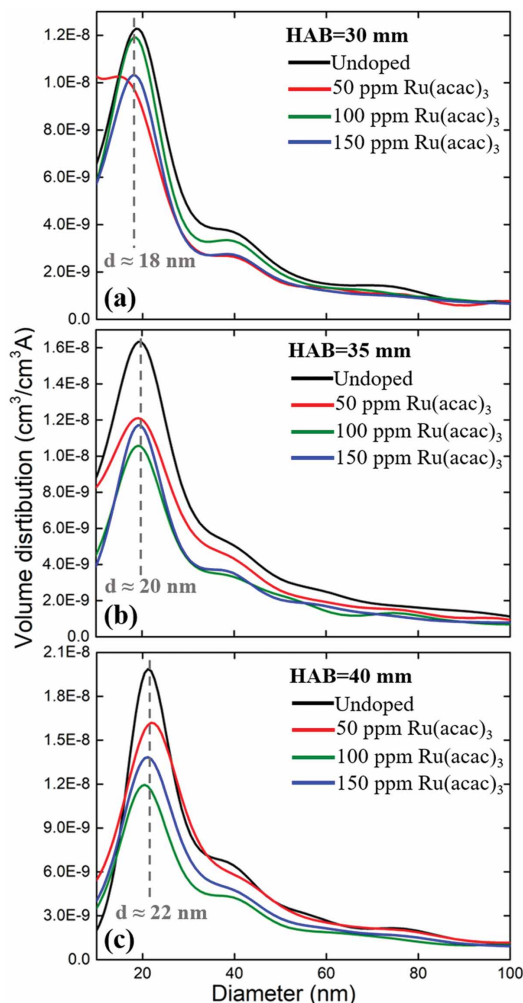 1.2E-8
1.0E-8
8.0E-9
6.0E-9
4.0E-9
2.0E-9
0.0
HAB=30 mm
Undoped
50 ppm Ru(acac)₃
100 ppm Ru(acac)₃
150 ppm Ru(acac)₃
d ≈ 18 nm
(a)
Volume disrtibution (cm³/cm³A)
1.6E-8
1.4E-8
1.2E-8
1.0E-8
8.0E-9
6.0E-9
4.0E-9
2.0E-9
0.0
HAB=35 mm
Undoped
50 ppm Ru(acac)₃
100 ppm Ru(acac)₃
150 ppm Ru(acac)₃
d ≈ 20 nm
(b)
2.1E-8
1.8E-8
1.5E-8
1.2E-8
9.0E-9
6.0E-9
3.0E-9
0.0
HAB=40 mm
Undoped
50 ppm Ru(acac)₃
100 ppm Ru(acac)₃
150 ppm Ru(acac)₃
d ≈ 22 nm
(c)
20 40 60 80 100
Diameter (nm)